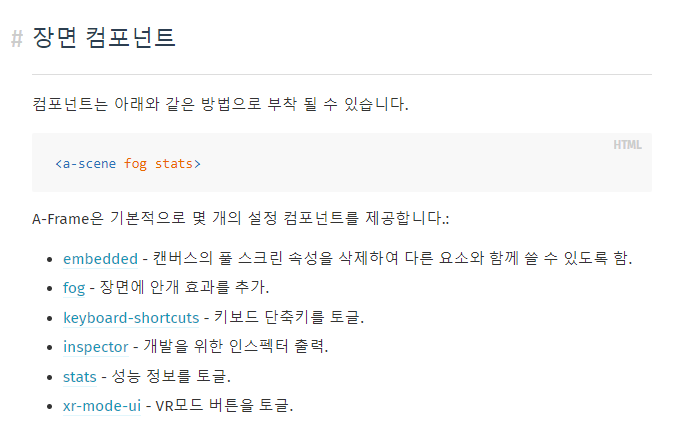 # 장면 컴포넌트
컴포넌트는 아래와 같은 방법으로 부착 될 수 있습니다.
HTML
<a-scene fog stats>
A-Frame은 기본적으로 몇 개의 설정 컴포넌트를 제공합니다.:
• embedded - 캔버스의 풀 스크린 속성을 삭제하여 다른 요소와 함께 쓸 수 있도록 함.
• fog - 장면에 안개 효과를 추가.
• keyboard-shortcuts - 키보드 단축키를 토글.
• inspector - 개발을 위한 인스펙터 출력.
• stats - 성능 정보를 토글.
• xr-mode-ui - VR모드 버튼을 토글.